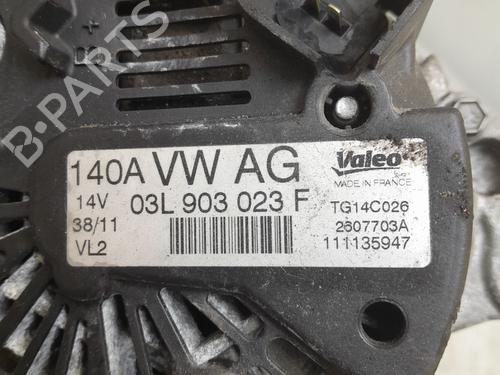 B-PARTS
140A VW AG
14V 03L 903 023 F
38/11
VL2
Valeo
MADE IN FRANCE
TG14C026
2607703A
111135947